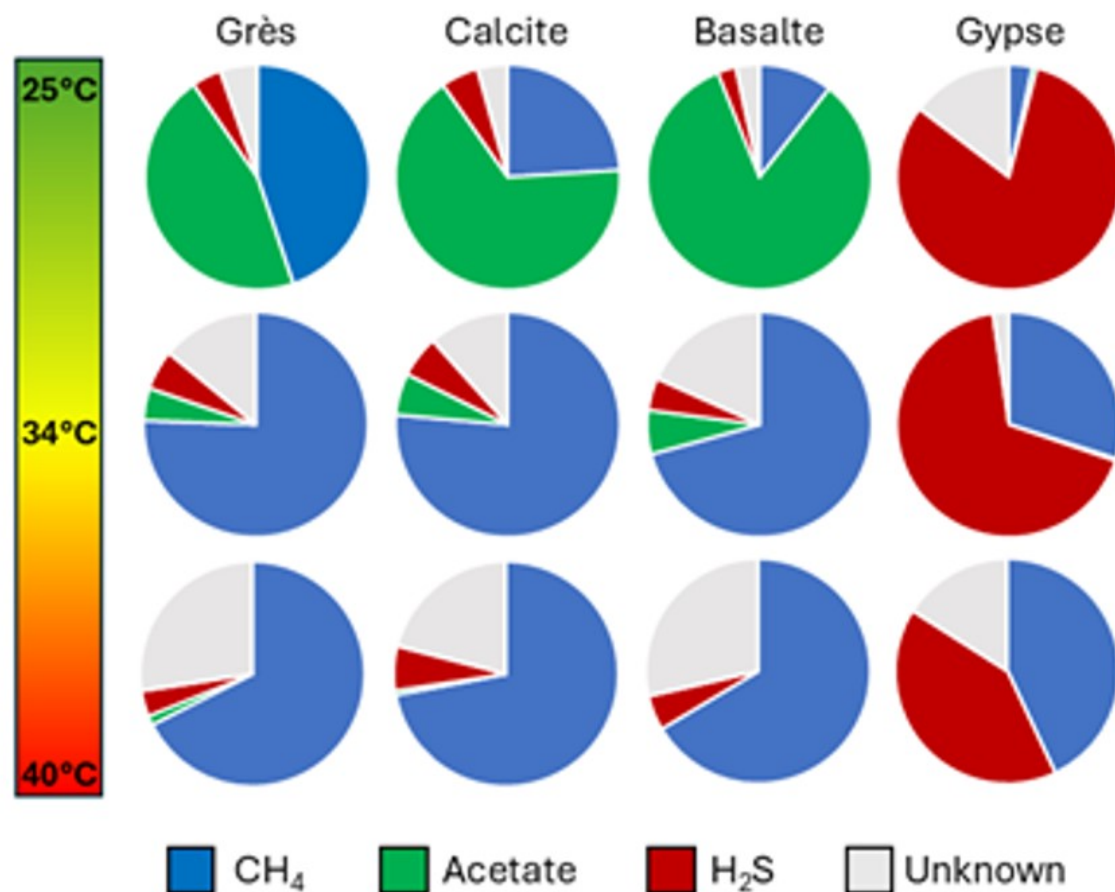 Grès Calcite Basalte Gypse
25°C
34°C
40°C
CH₄ Acetate H₂S Unknown